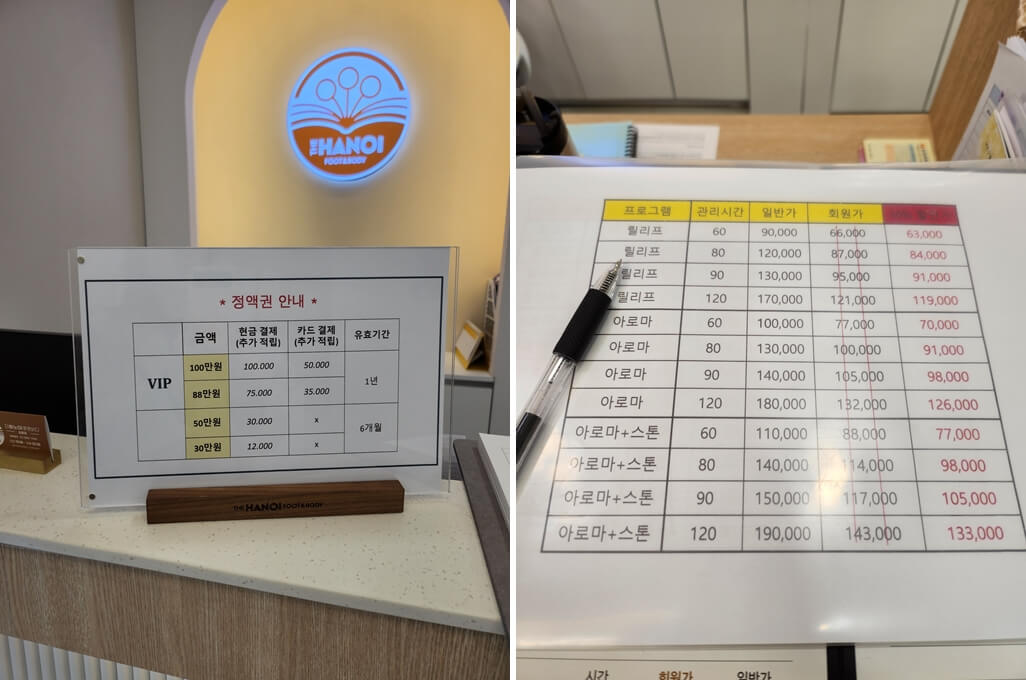 THE HANOI
FOOT&BODY
* 정액권 안내 *
금액 현금 결제 (추가 적립) 카드 결제 (추가 적립) 유효기간
VIP 100만원 100.000 50.000 1년
88만원 75.000 35.000
50만원 30.000 x 6개월
30만원 12.000 x
THE HANOI FOOT&BODY
프로그램 관리시간 일반가 회원가
릴리프 60 90,000 66,000 63,000
릴리프 80 120,000 87,000 84,000
릴리프 90 130,000 95,000 91,000
릴리프 120 170,000 121,000 119,000
아로마 60 100,000 77,000 70,000
아로마 80 130,000 100,000 91,000
아로마 90 140,000 105,000 98,000
아로마 120 180,000 132,000 126,000
아로마+스톤 60 110,000 88,000 77,000
아로마+스톤 80 140,000 114,000 98,000
아로마+스톤 90 150,000 117,000 105,000
아로마+스톤 120 190,000 143,000 133,000
시간 회원가 일반가